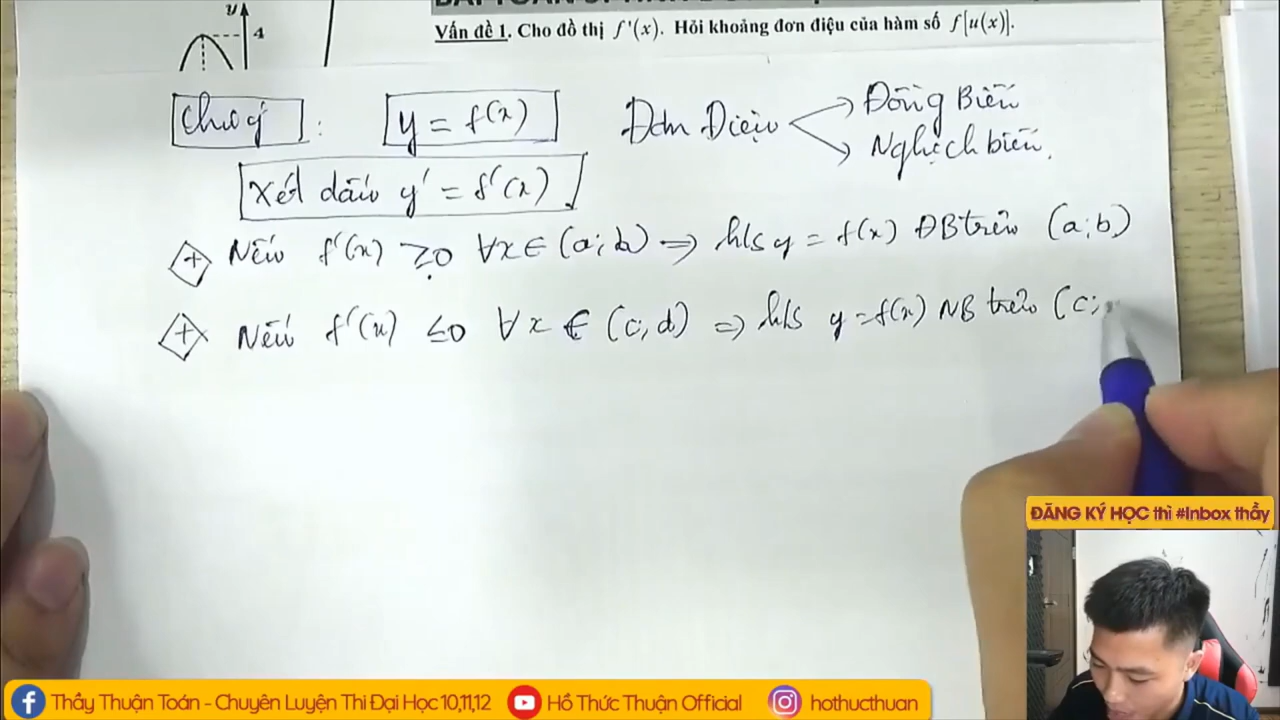 y
4
Vấn đề 1. Cho đồ thị f'(x). Hỏi khoảng đơn điệu của hàm số f[u(x)].
Chú ý : y = f(x) Đơn Điệu Đồng Biến
Nghịch biến.
Xét dấu y' = f'(x)
+ Nếu f'(x) ≥ 0 ∀x ∈ (a; b) ⇒ h/s y = f(x) ĐB trên (a; b)
+ Nếu f'(x) ≤ 0 ∀x ∈ (c; d) ⇒ h/s y = f(x) NB trên (c;
ĐĂNG KÝ HỌC thì #Inbox thầy
Thầy Thuận Toán - Chuyên Luyện Thi Đại Học 10,11,12 Hồ Thức Thuận Official hothucthuan